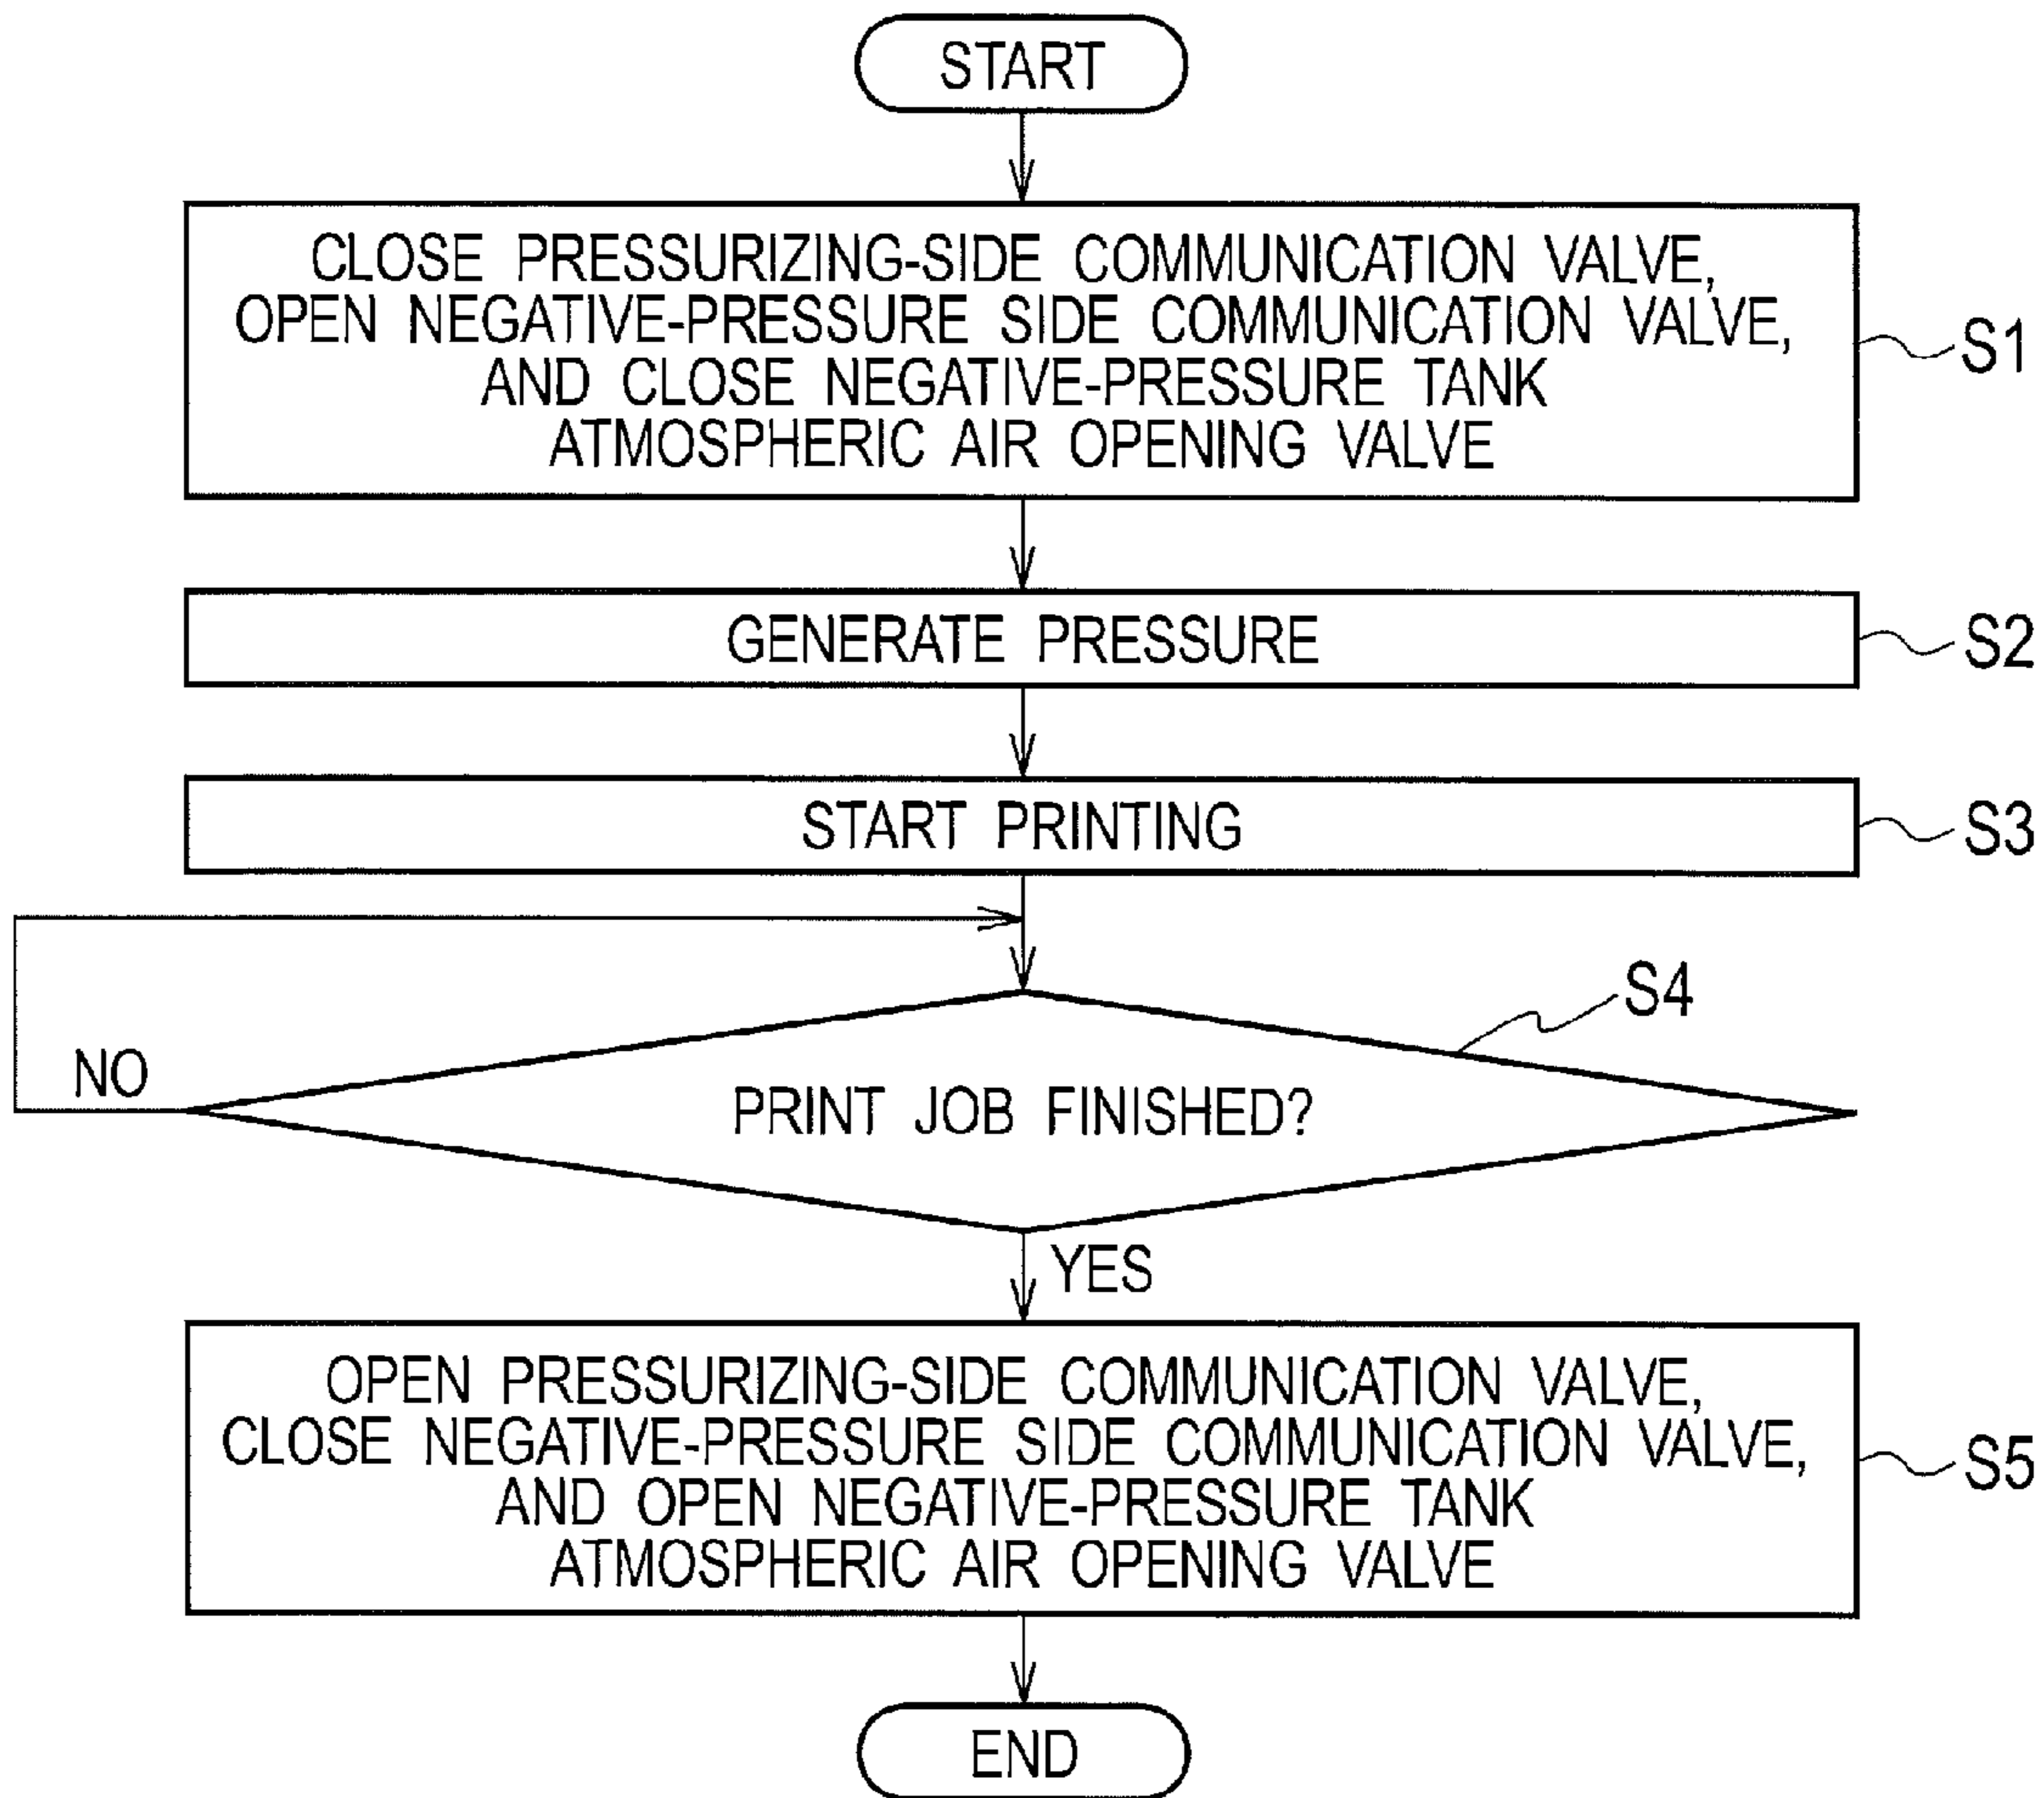 START
CLOSE PRESSURIZING-SIDE COMMUNICATION VALVE,
OPEN NEGATIVE-PRESSURE SIDE COMMUNICATION VALVE,
AND CLOSE NEGATIVE-PRESSURE TANK
ATMOSPHERIC AIR OPENING VALVE
S1
GENERATE PRESSURE
S2
START PRINTING
S3
S4
NO
PRINT JOB FINISHED?
YES
OPEN PRESSURIZING-SIDE COMMUNICATION VALVE,
CLOSE NEGATIVE-PRESSURE SIDE COMMUNICATION VALVE,
AND OPEN NEGATIVE-PRESSURE TANK
ATMOSPHERIC AIR OPENING VALVE
S5
END